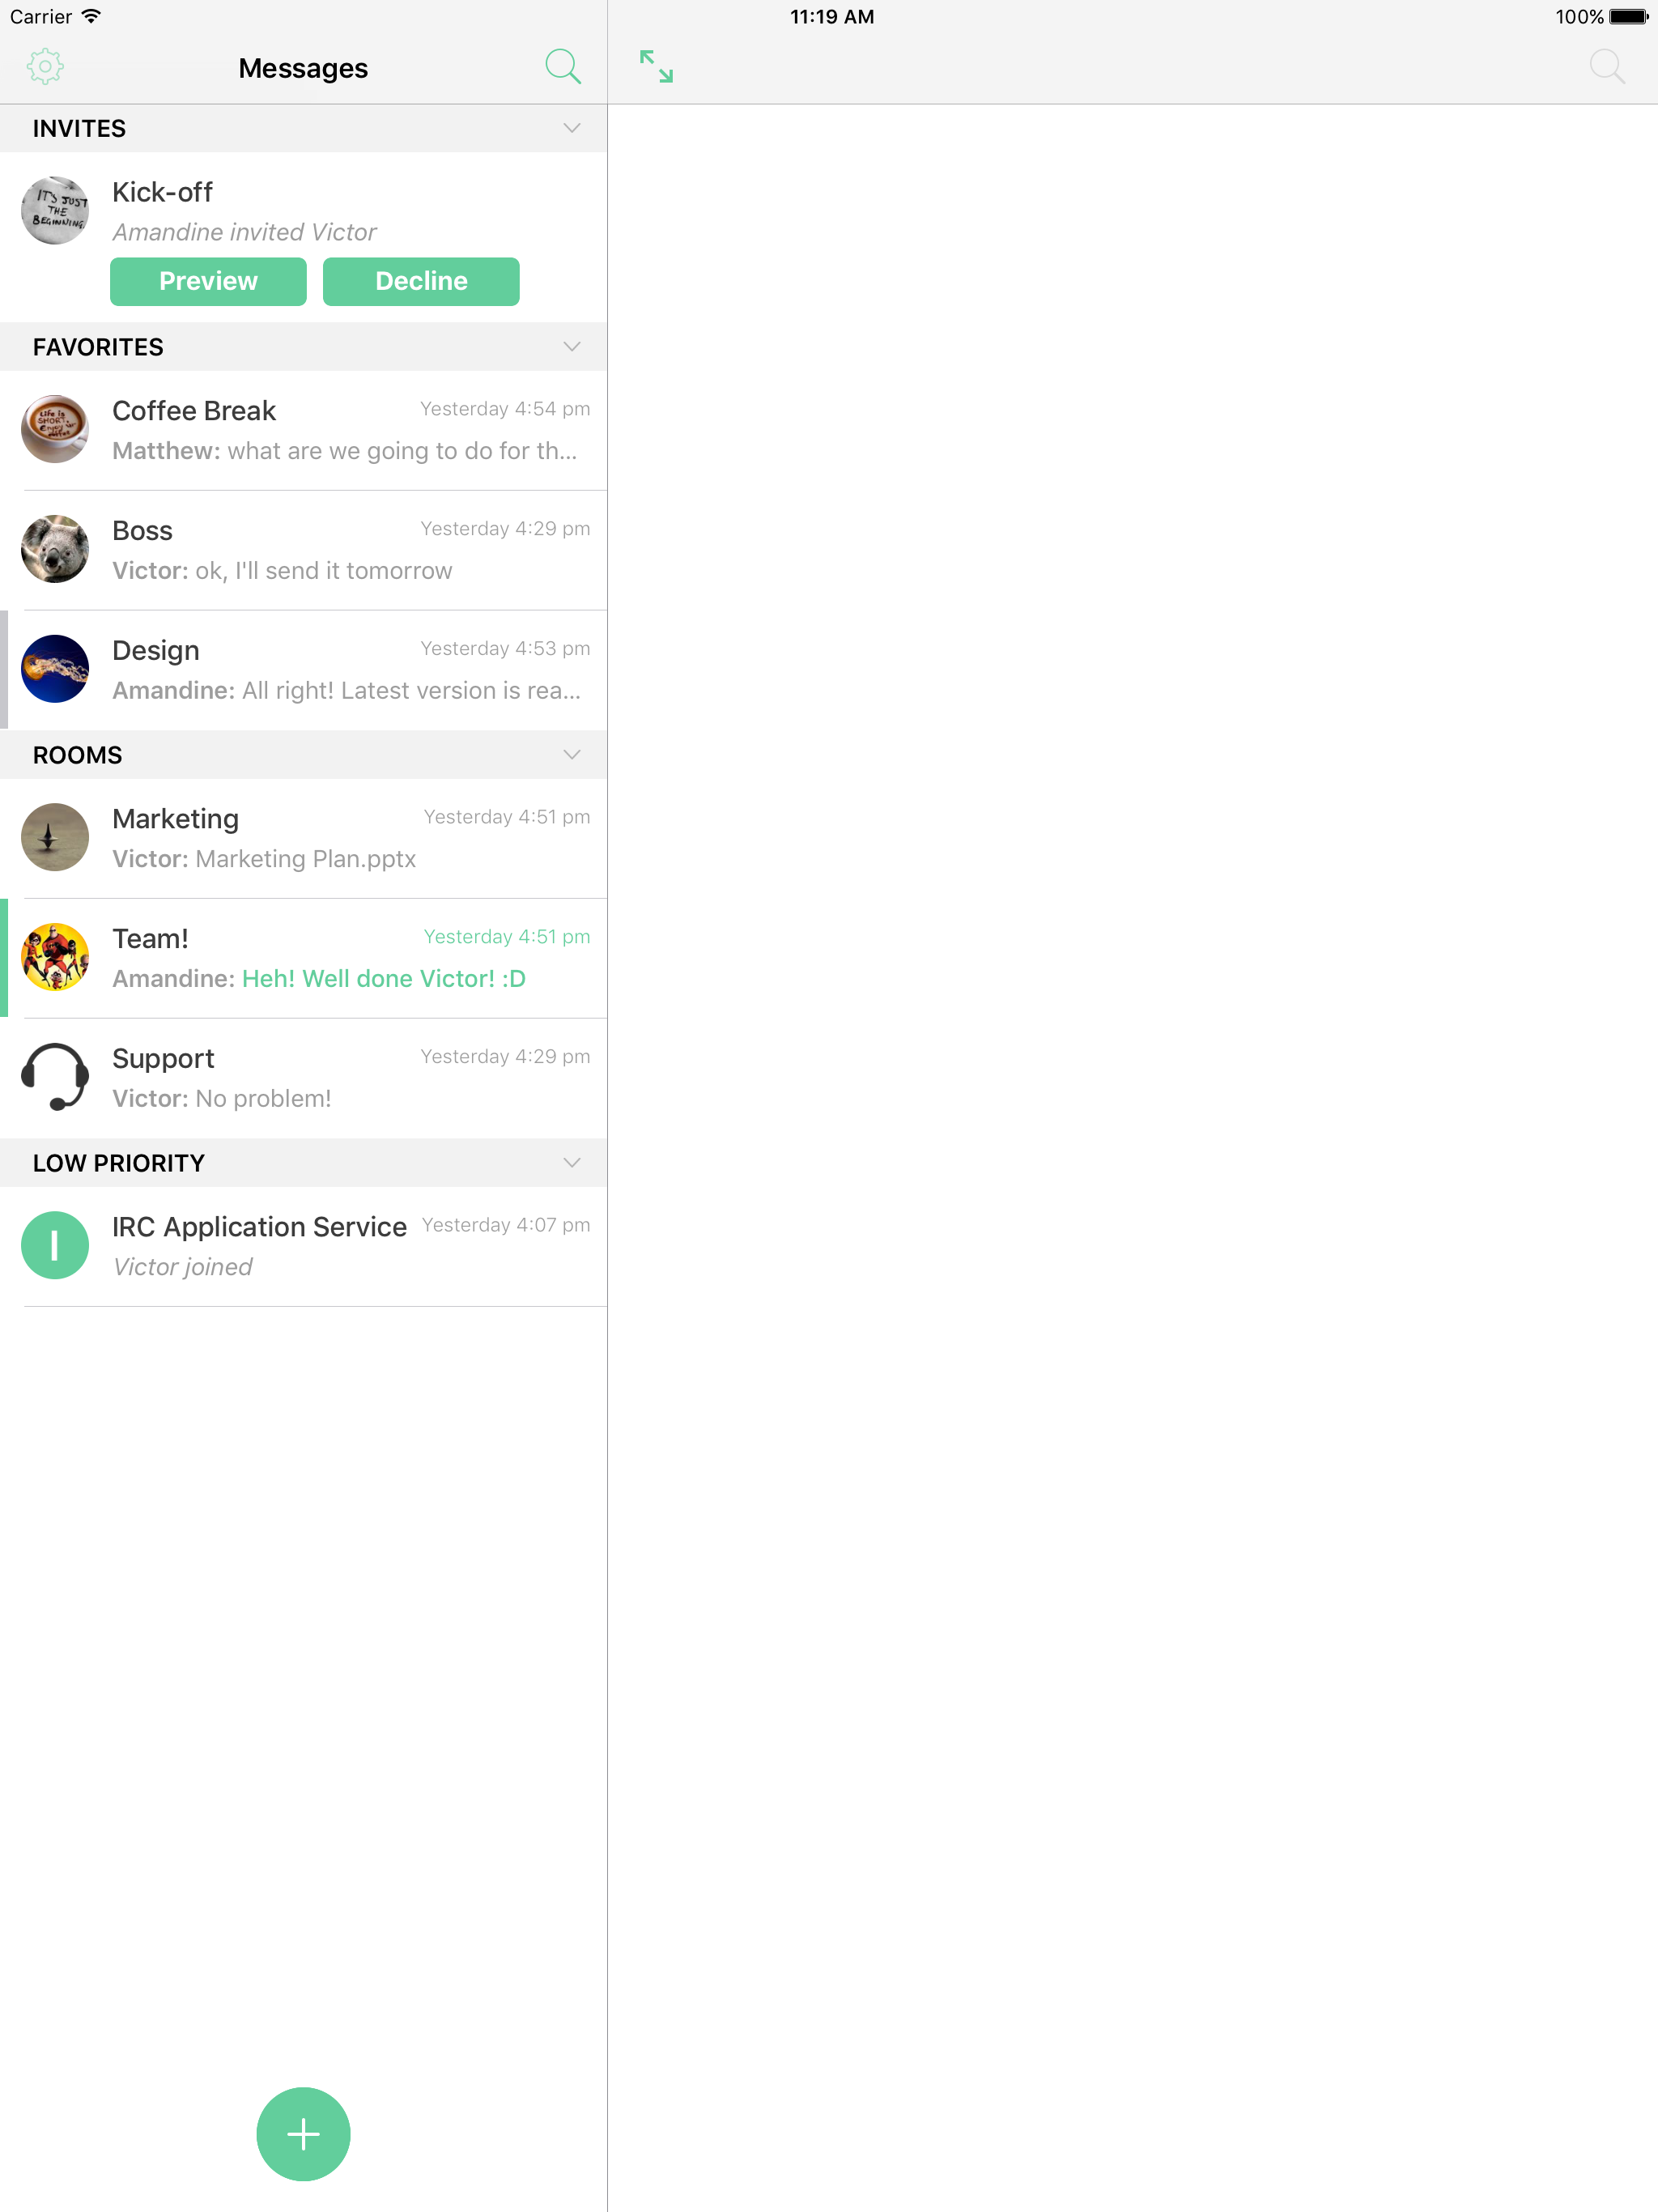 Carrier 11:19 AM 100%
Messages
INVITES
IT'S JUST
THE
BEGINNING
Kick-off
Amandine invited Victor
Preview Decline
FAVORITES
Life is
SHORT.
Enjoy
Coffee Break Yesterday 4:54 pm
Matthew: what are we going to do for th...
Boss Yesterday 4:29 pm
Victor: ok, I'll send it tomorrow
Design Yesterday 4:53 pm
Amandine: All right! Latest version is rea...
ROOMS
Marketing Yesterday 4:51 pm
Victor: Marketing Plan.pptx
Team! Yesterday 4:51 pm
Amandine: Heh! Well done Victor! :D
Support Yesterday 4:29 pm
Victor: No problem!
LOW PRIORITY
I
IRC Application Service Yesterday 4:07 pm
Victor joined